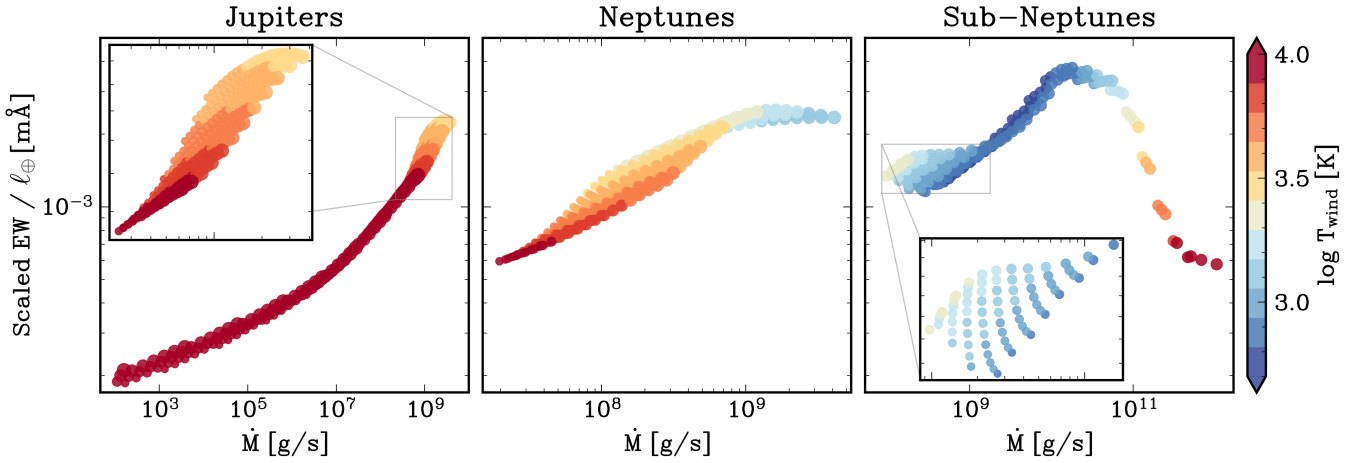 Jupiters Neptunes Sub-Neptunes
Scaled EW / ℓ⊕ [mÅ]
10⁻³
10³ 10⁵ 10⁷ 10⁹
Ṁ [g/s]
10⁸ 10⁹
Ṁ [g/s]
10⁹ 10¹¹
Ṁ [g/s]
4.0
3.5
3.0
log T_wind [K]